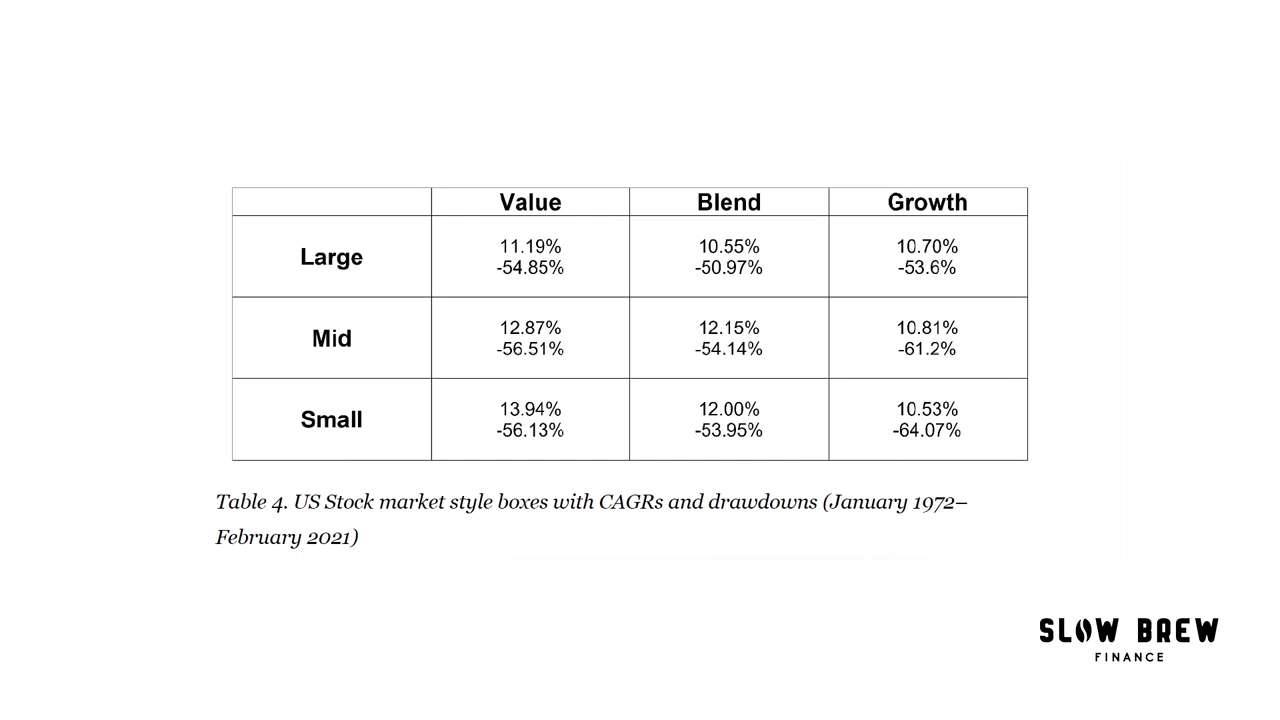 Value Blend Growth
Large 11.19% 10.55% 10.70%
-54.85% -50.97% -53.6%
Mid 12.87% 12.15% 10.81%
-56.51% -54.14% -61.2%
Small 13.94% 12.00% 10.53%
-56.13% -53.95% -64.07%
Table 4. US Stock market style boxes with CAGRs and drawdowns (January 1972–
February 2021)
SLOW BREW
FINANCE